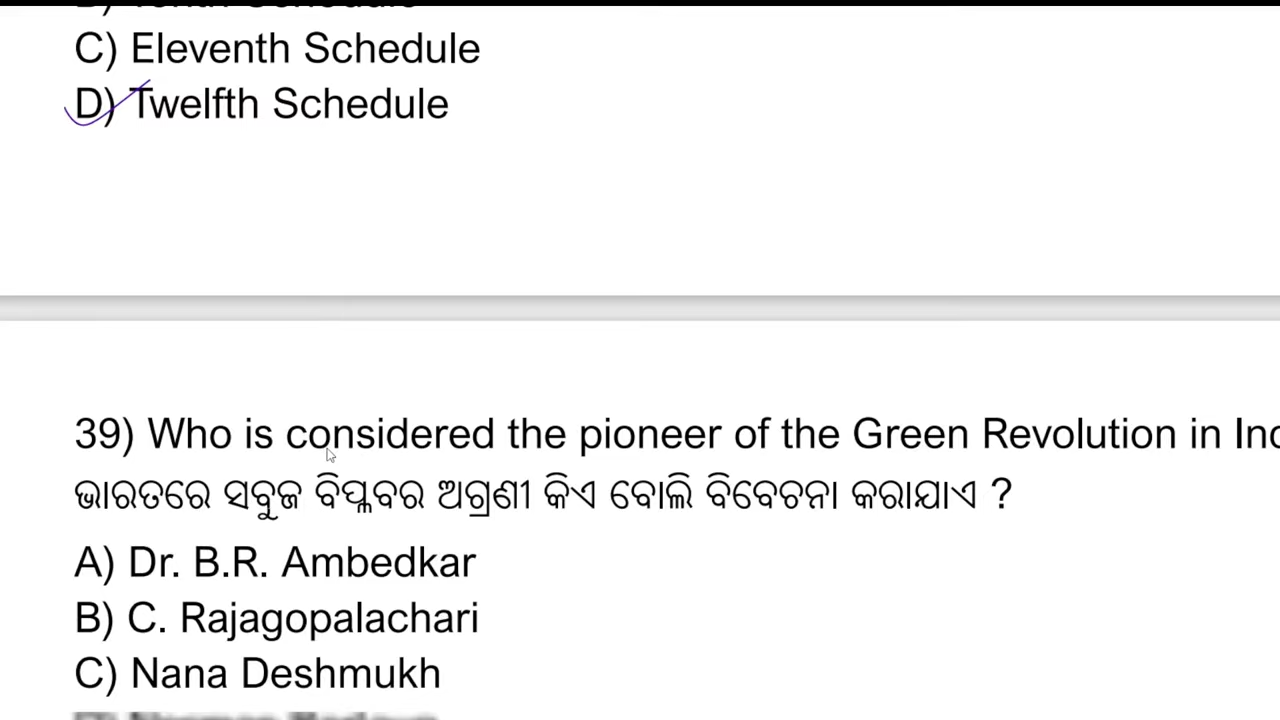 C) Eleventh Schedule
D) Twelfth Schedule
39) Who is considered the pioneer of the Green Revolution in
ଭାରତରେ ସବୁଜ ବିପ୍ଳବର ଅଗ୍ରଣୀ କିଏ ବୋଲି ବିବେଚନା କରାଯାଏ ?
A) Dr. B.R. Ambedkar
B) C. Rajagopalachari
C) Nana Deshmukh